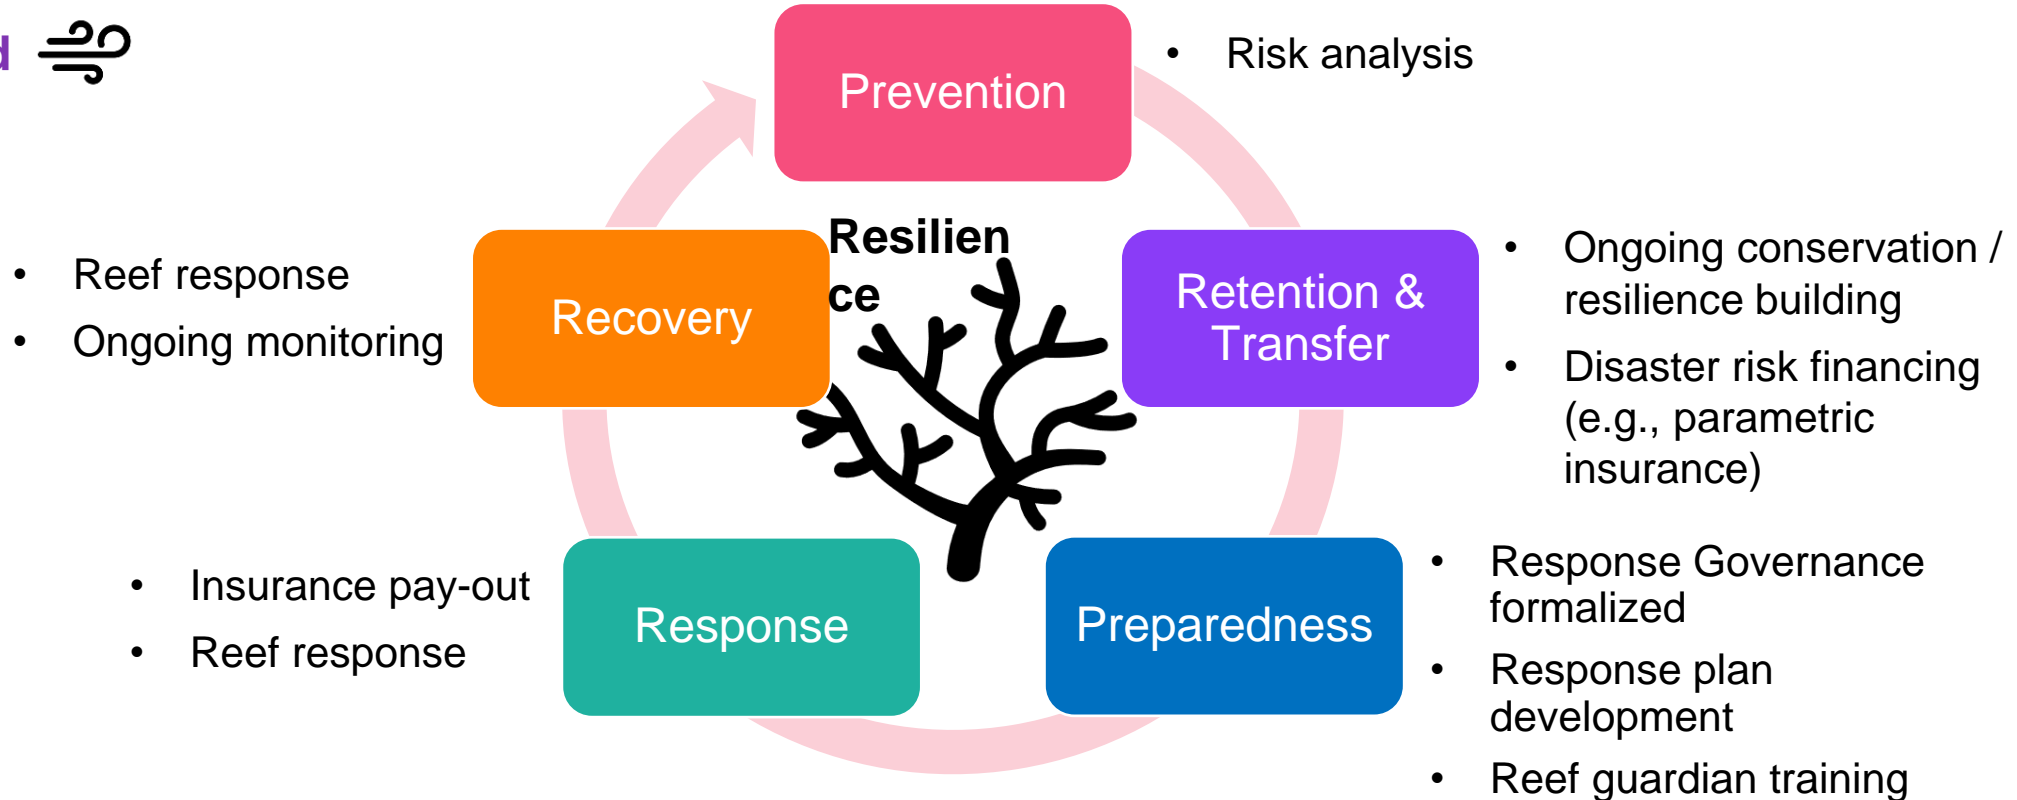 Prevention
• Risk analysis
Resilien
ce
Retention &
Transfer
• Ongoing conservation /
resilience building
• Disaster risk financing
(e.g., parametric
insurance)
Preparedness
• Response Governance
formalized
• Response plan
development
• Reef guardian training
Response
• Insurance pay-out
• Reef response
Recovery
• Reef response
• Ongoing monitoring